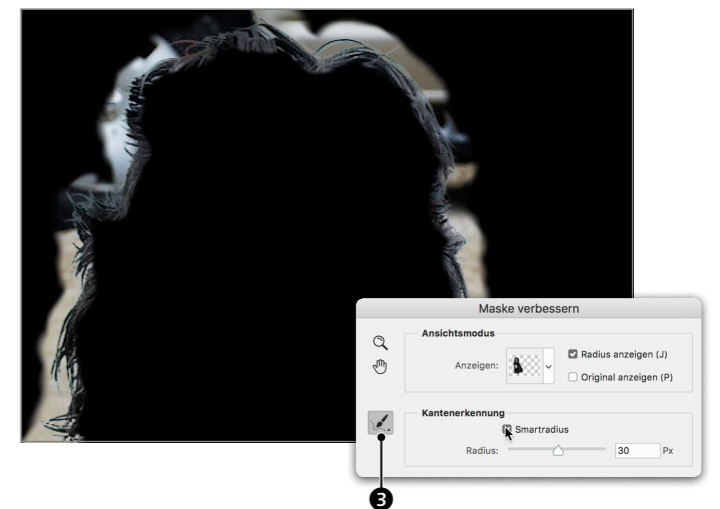 Maske verbessern
Ansichtsmodus
Anzeigen:
Radius anzeigen (J)
Original anzeigen (P)
Kantenerkennung
Smartradius
Radius:
30
Px
3